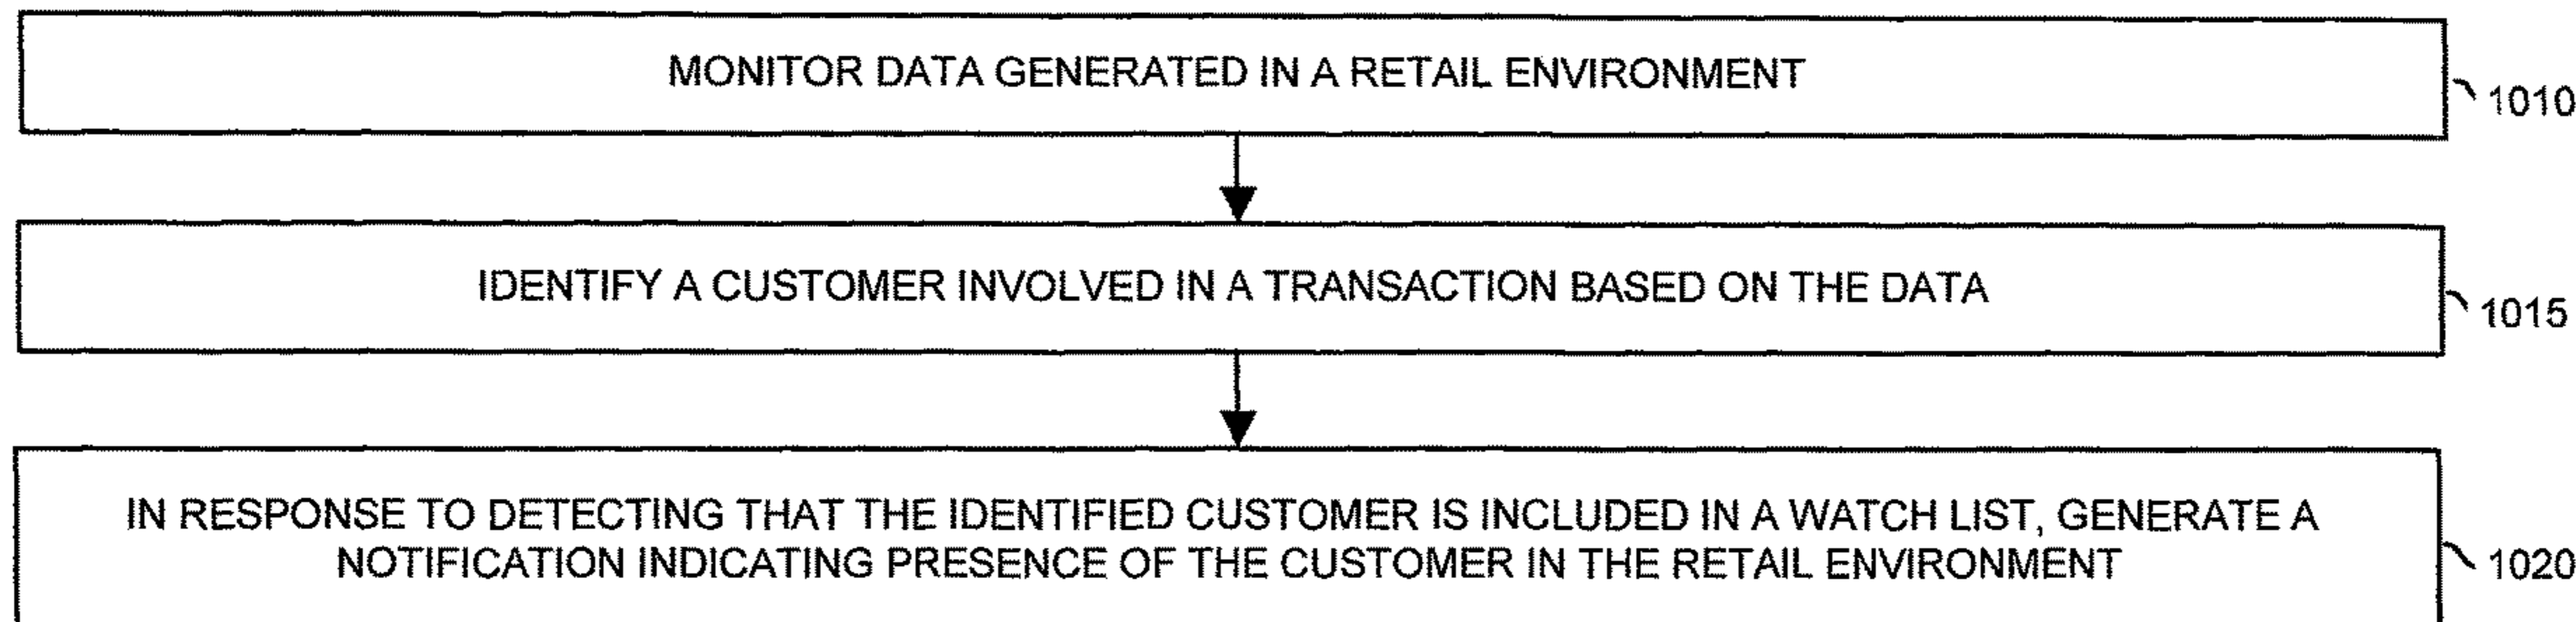 MONITOR DATA GENERATED IN A RETAIL ENVIRONMENT
1010
IDENTIFY A CUSTOMER INVOLVED IN A TRANSACTION BASED ON THE DATA
1015
IN RESPONSE TO DETECTING THAT THE IDENTIFIED CUSTOMER IS INCLUDED IN A WATCH LIST, GENERATE A
NOTIFICATION INDICATING PRESENCE OF THE CUSTOMER IN THE RETAIL ENVIRONMENT
1020